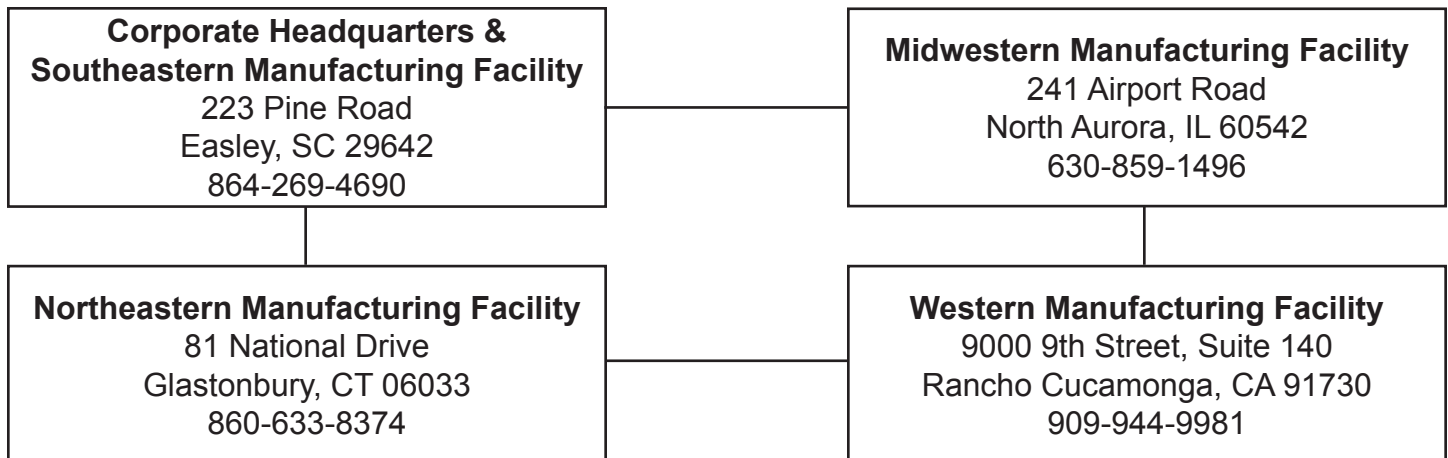 Corporate Headquarters &
Southeastern Manufacturing Facility
223 Pine Road
Easley, SC 29642
864-269-4690
Midwestern Manufacturing Facility
241 Airport Road
North Aurora, IL 60542
630-859-1496
Northeastern Manufacturing Facility
81 National Drive
Glastonbury, CT 06033
860-633-8374
Western Manufacturing Facility
9000 9th Street, Suite 140
Rancho Cucamonga, CA 91730
909-944-9981